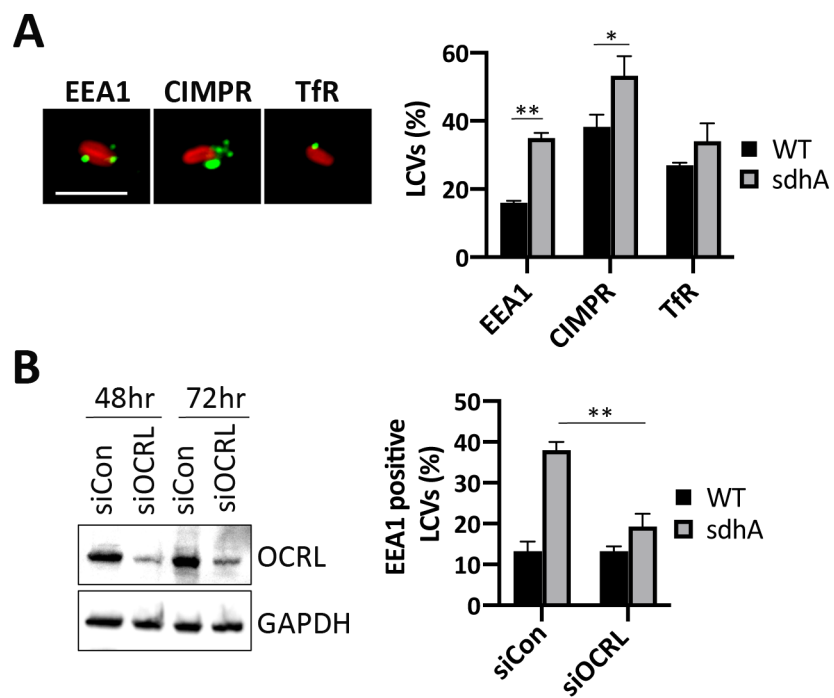 A
EEA1 CIMPR TfR
LCVs (%)
60
40
20
0
** *
EEA1 CIMPR TfR
WT
sdhA
B
48hr 72hr
siCon siOCRL siCon siOCRL
OCRL
GAPDH
EEA1 positive
LCVs (%)
50
40
30
20
10
0
**
siCon siOCRL
WT
sdhA